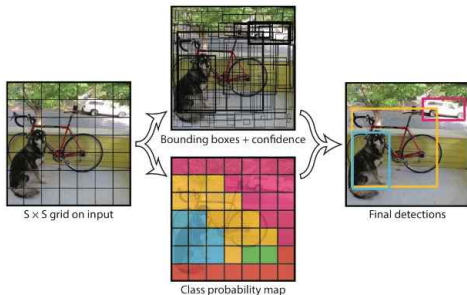 Bounding boxes + confidence
S × S grid on input
Final detections
Class probability map